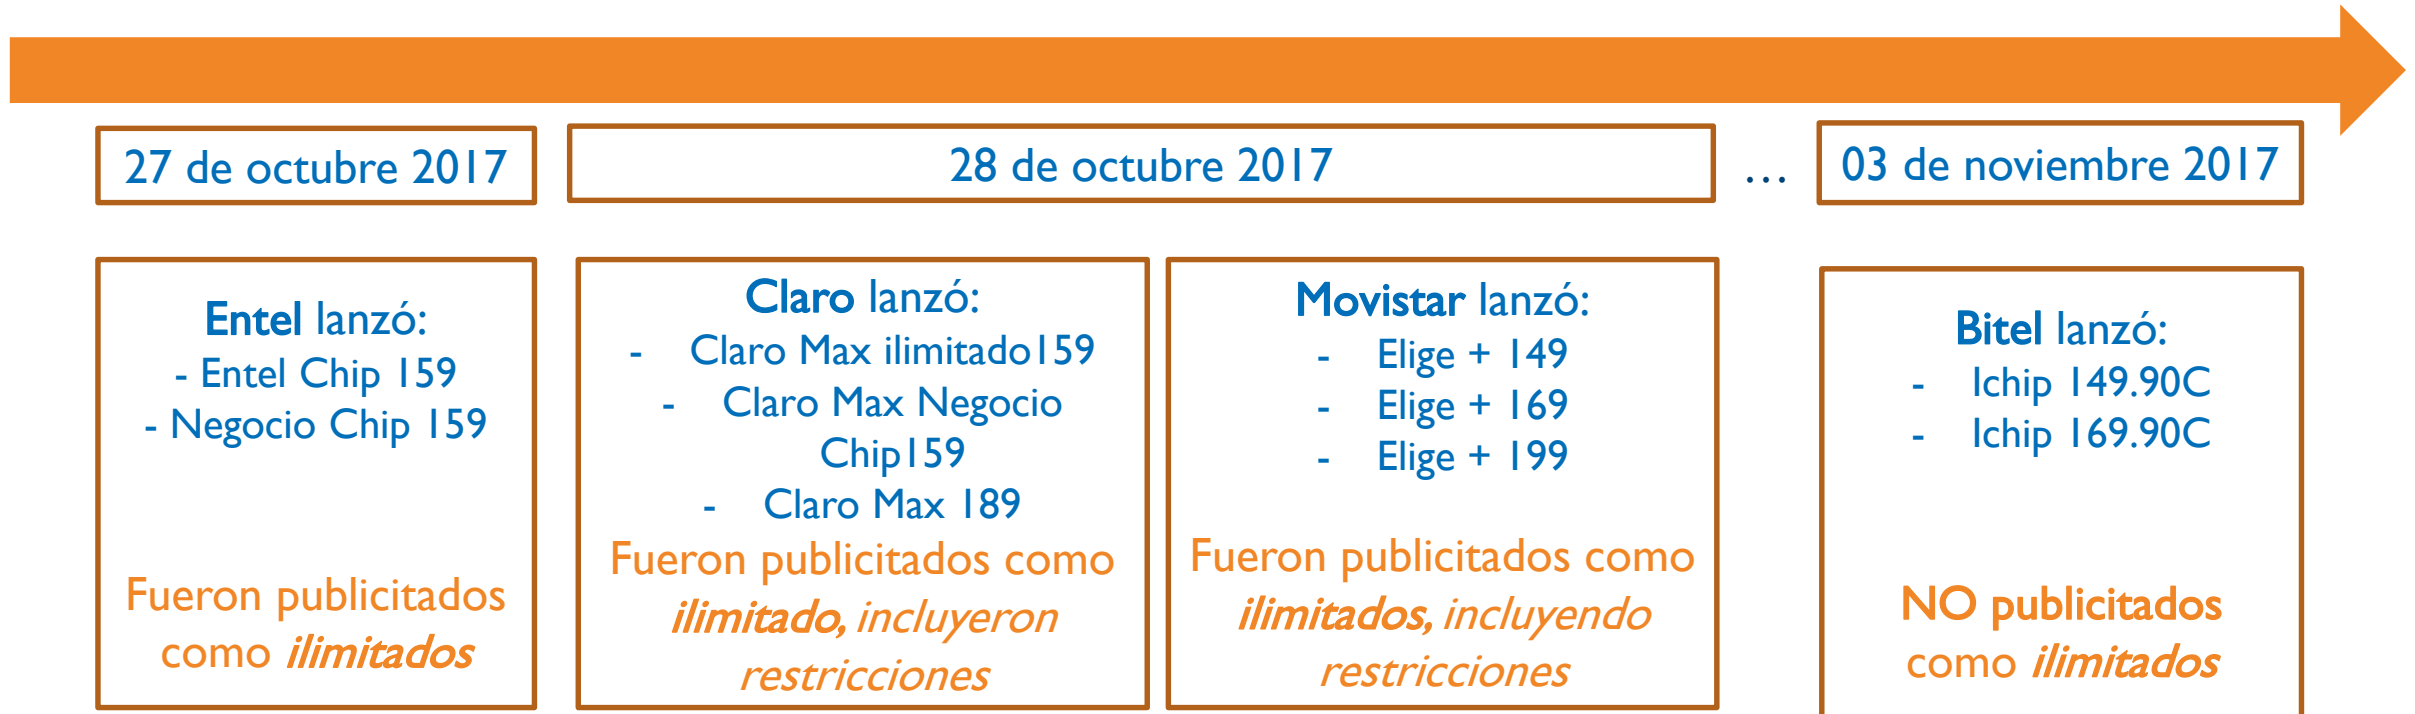 27 de octubre 2017
28 de octubre 2017
…
03 de noviembre 2017
Entel lanzó:
- Entel Chip 159
- Negocio Chip 159
Fueron publicitados
como ilimitados
Claro lanzó:
- Claro Max ilimitado159
- Claro Max Negocio
Chip159
- Claro Max 189
Fueron publicitados como
ilimitado, incluyeron
restricciones
Movistar lanzó:
- Elige + 149
- Elige + 169
- Elige + 199
Fueron publicitados como
ilimitados, incluyendo
restricciones
Bitel lanzó:
- Ichip 149.90C
- Ichip 169.90C
NO publicitados
como ilimitados